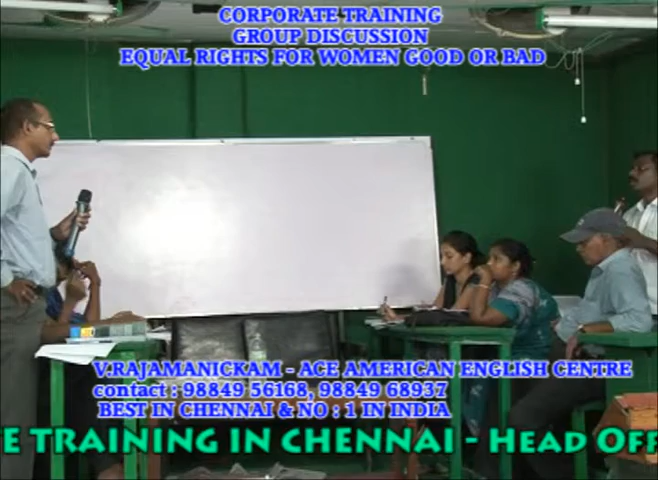 CORPORATE TRAINING
GROUP DISCUSSION
EQUAL RIGHTS FOR WOMEN GOOD OR BAD
V.RAJAMANICKAM - ACE AMERICAN ENGLISH CENTRE
contact : 98849 56168, 98849 68937
BEST IN CHENNAI & NO : 1 IN INDIA
E TRAINING IN CHENNAI - HEAD OFF